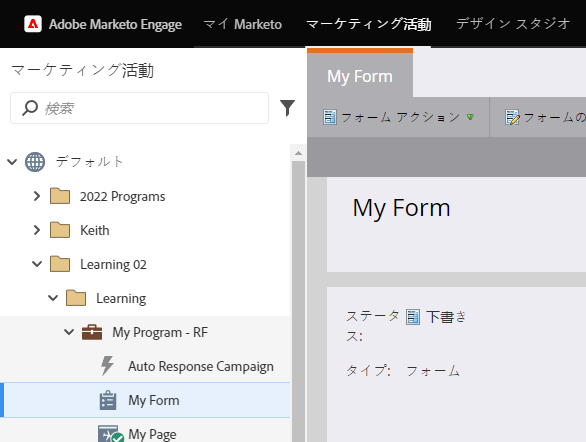 Adobe Marketo Engage マイ Marketo マーケティング活動 デザイン スタジオ
マーケティング活動
検索
デフォルト
2022 Programs
Keith
Learning 02
Learning
My Program - RF
Auto Response Campaign
My Form
My Page
My Form
フォーム アクション フォームの
My Form
ステータ 下書き
ス:
タイプ: フォーム